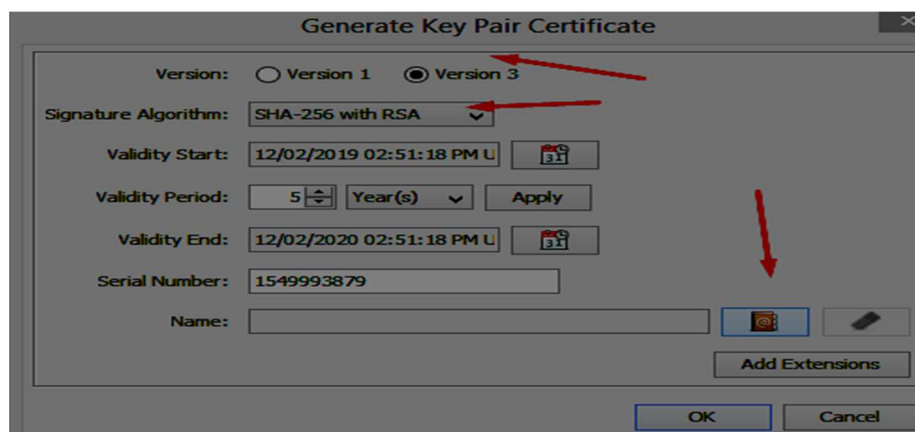 Generate Key Pair Certificate
Version: Version 1 Version 3
Signature Algorithm: SHA-256 with RSA
Validity Start: 12/02/2019 02:51:18 PM U
31
Validity Period: 5 Year(s) Apply
Validity End: 12/02/2020 02:51:18 PM U
31
Serial Number: 1549993879
Name:
Add Extensions
OK Cancel